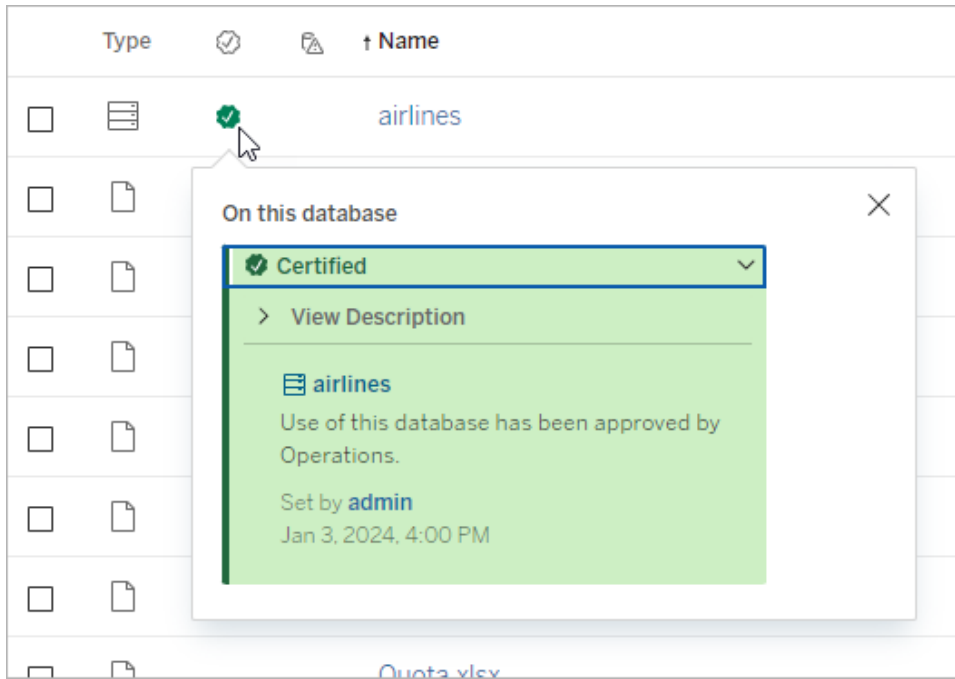 Type ↑ Name
airlines
On this database
Certified
View Description
airlines
Use of this database has been approved by
Operations.
Set by admin
Jan 3, 2024, 4:00 PM
Quota.xlsx